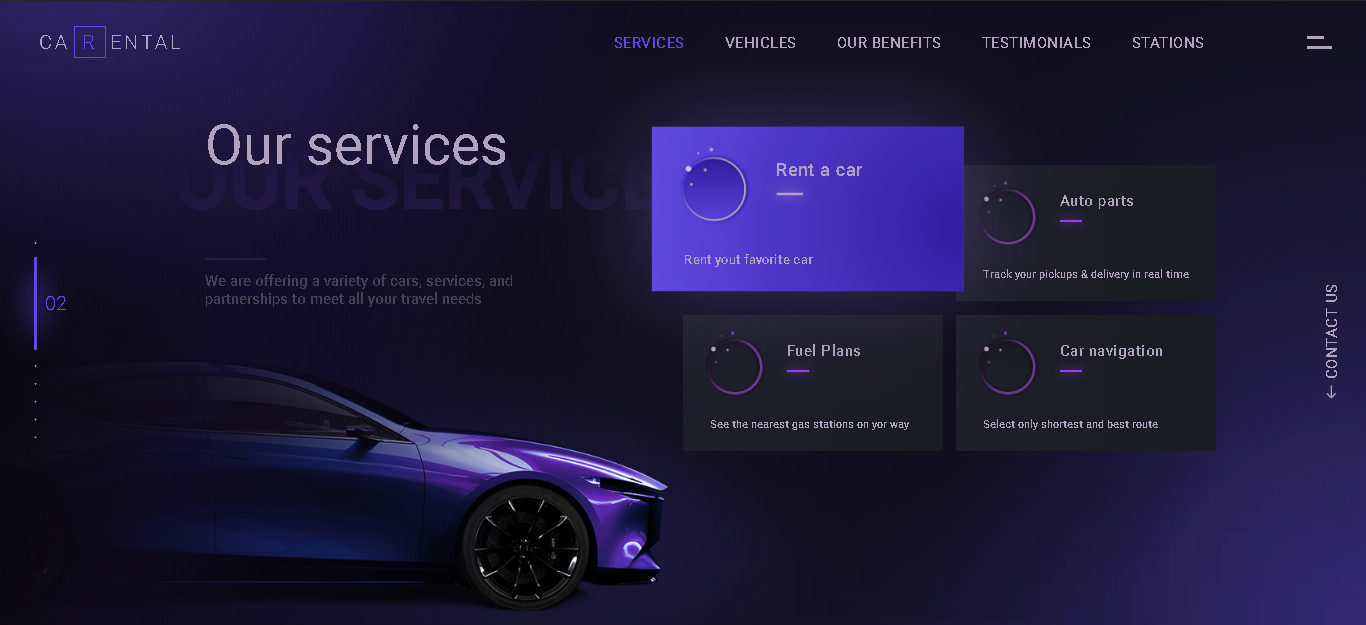 CARENTAL
SERVICES VEHICLES OUR BENEFITS TESTIMONIALS STATIONS
Our services
OUR SERVICE
We are offering a variety of cars, services, and
partnerships to meet all your travel needs
02
Rent a car
Rent yout favorite car
Auto parts
Track your pickups & delivery in real time
Fuel Plans
See the nearest gas stations on yor way
Car navigation
Select only shortest and best route
← CONTACT US